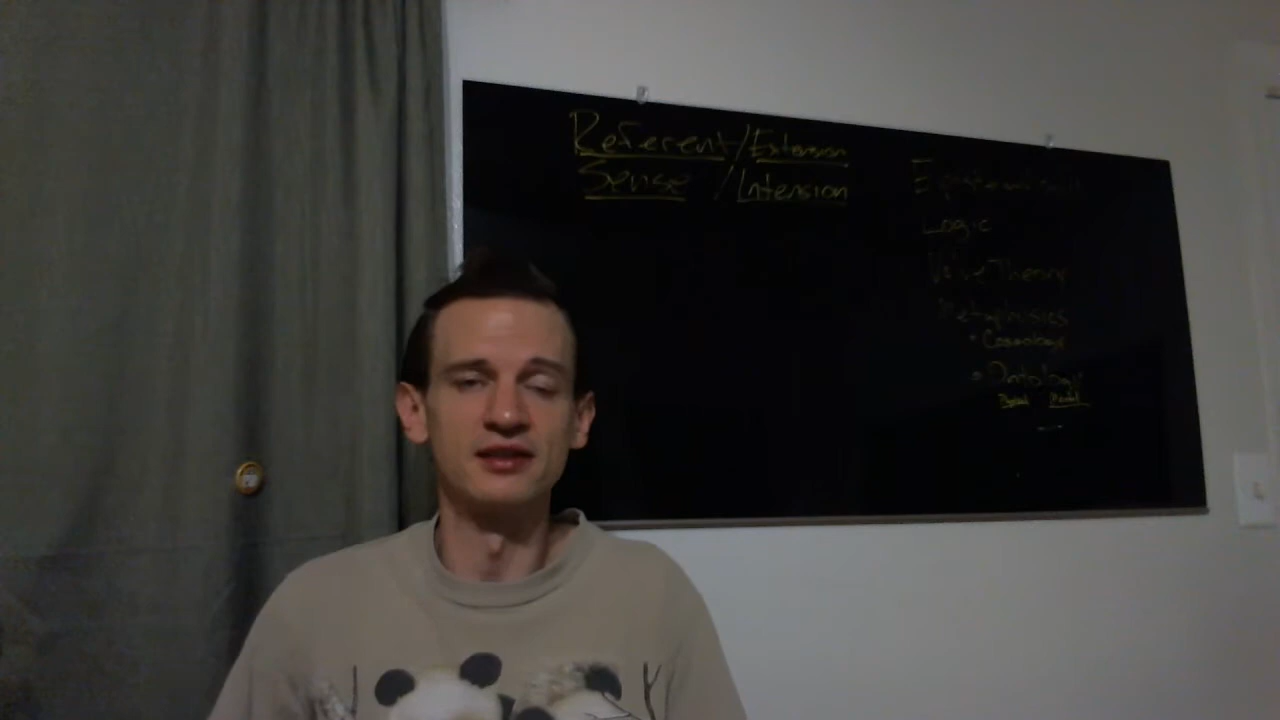 Referent/Extension
Sense / Intension
Logic
Value Theory
Metaphysics
• Cosmology
• Ontology